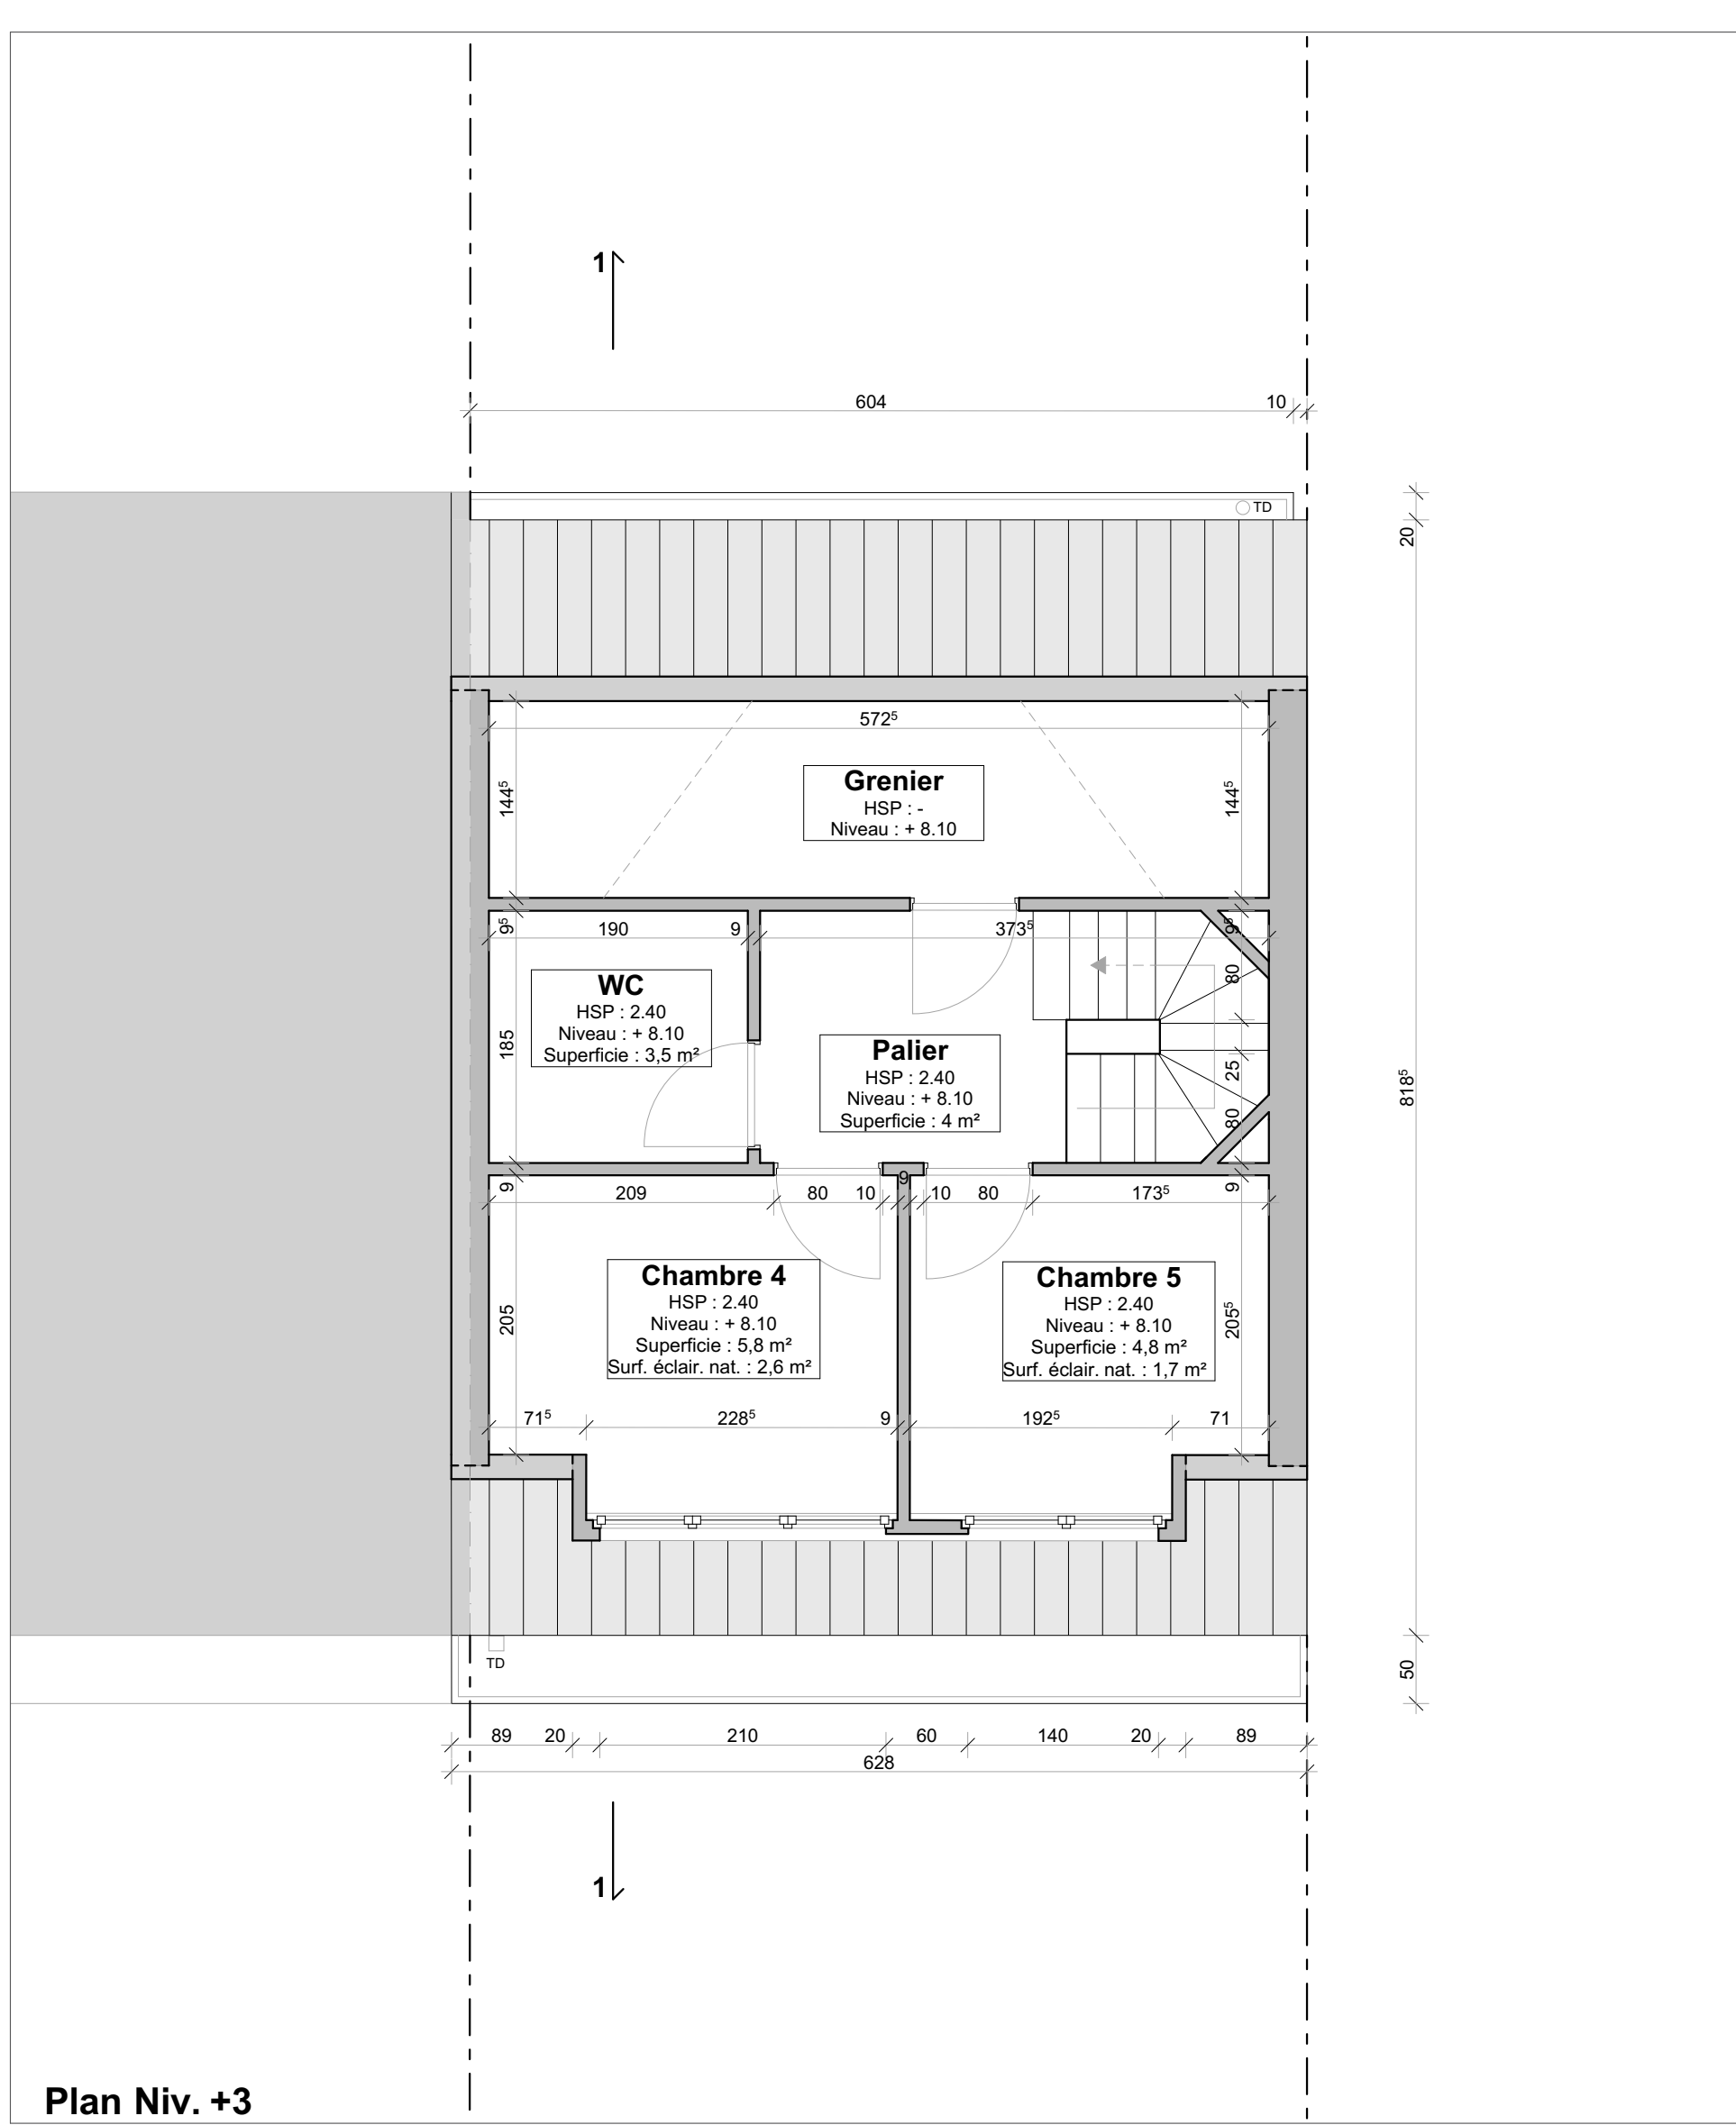 1
604 10
TD
20
572⁵
144⁵ 144⁵
Grenier
HSP : -
Niveau : + 8.10
9⁵ 190 9 373⁵ 9⁵
WC
HSP : 2.40
Niveau : + 8.10
Superficie : 3,5 m²
185
80
Palier
HSP : 2.40
Niveau : + 8.10
Superficie : 4 m²
25
80
818⁵
9 209 80 10 9 10 80 173⁵ 9
Chambre 4
HSP : 2.40
Niveau : + 8.10
Superficie : 5,8 m²
Surf. éclair. nat. : 2,6 m²
205
Chambre 5
HSP : 2.40
Niveau : + 8.10
Superficie : 4,8 m²
Surf. éclair. nat. : 1,7 m²
205⁵
71⁵ 228⁵ 9 192⁵ 71
TD
50
89 20 210 60 140 20 89
628
1
Plan Niv. +3